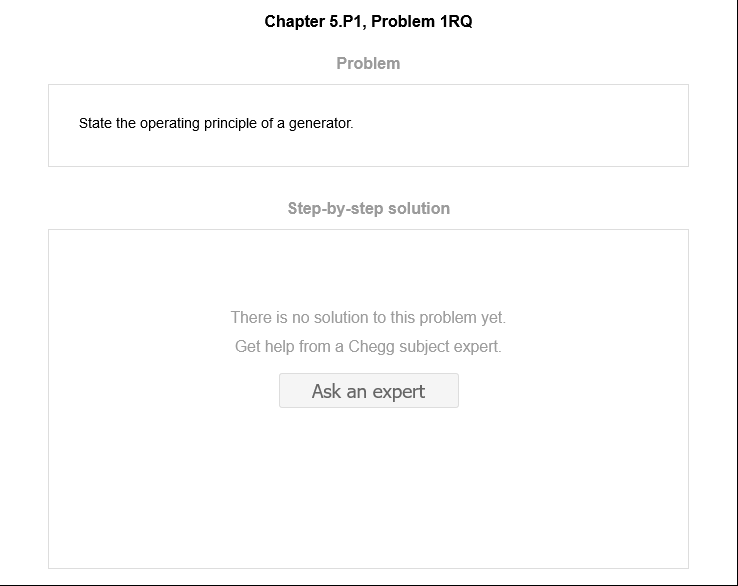 Chapter 5.P1, Problem 1RQ
Problem
State the operating principle of a generator.
Step-by-step solution
There is no solution to this problem yet.
Get help from a Chegg subject expert.
Ask an expert